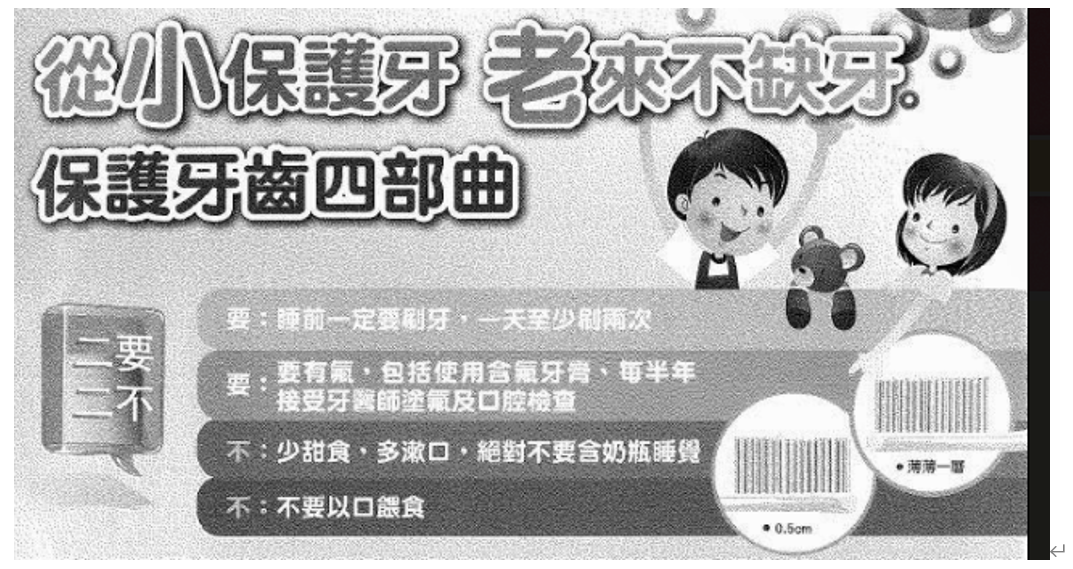 從小保護牙 老來不缺牙。
保護牙齒四部曲
二要
二不
要：睡前一定要刷牙，一天至少刷兩次
要：要有氟，包括使用含氟牙膏、每半年
接受牙醫師塗氟及口腔檢查
不：少甜食，多漱口，絕對不要含奶瓶睡覺
不：不要以口餵食
• 薄薄一層
• 0.5cm